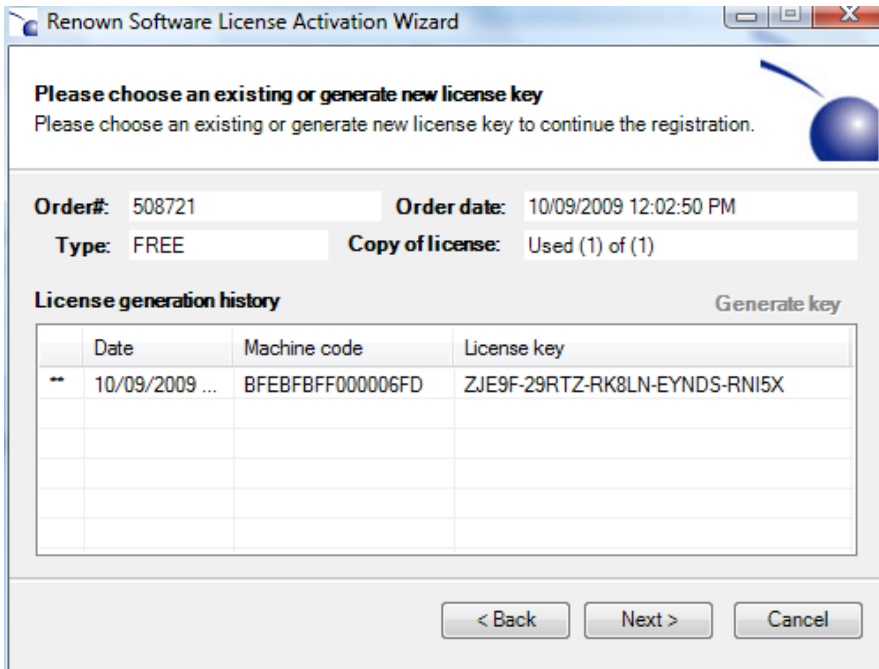 Renown Software License Activation Wizard
Please choose an existing or generate new license key
Please choose an existing or generate new license key to continue the registration.
Order#: 508721 Order date: 10/09/2009 12:02:50 PM
Type: FREE Copy of license: Used (1) of (1)
License generation history Generate key
Date Machine code License key
** 10/09/2009 ... BFEBFBFF000006FD ZJE9F-29RTZ-RK8LN-EYNDS-RNI5X
< Back Next > Cancel